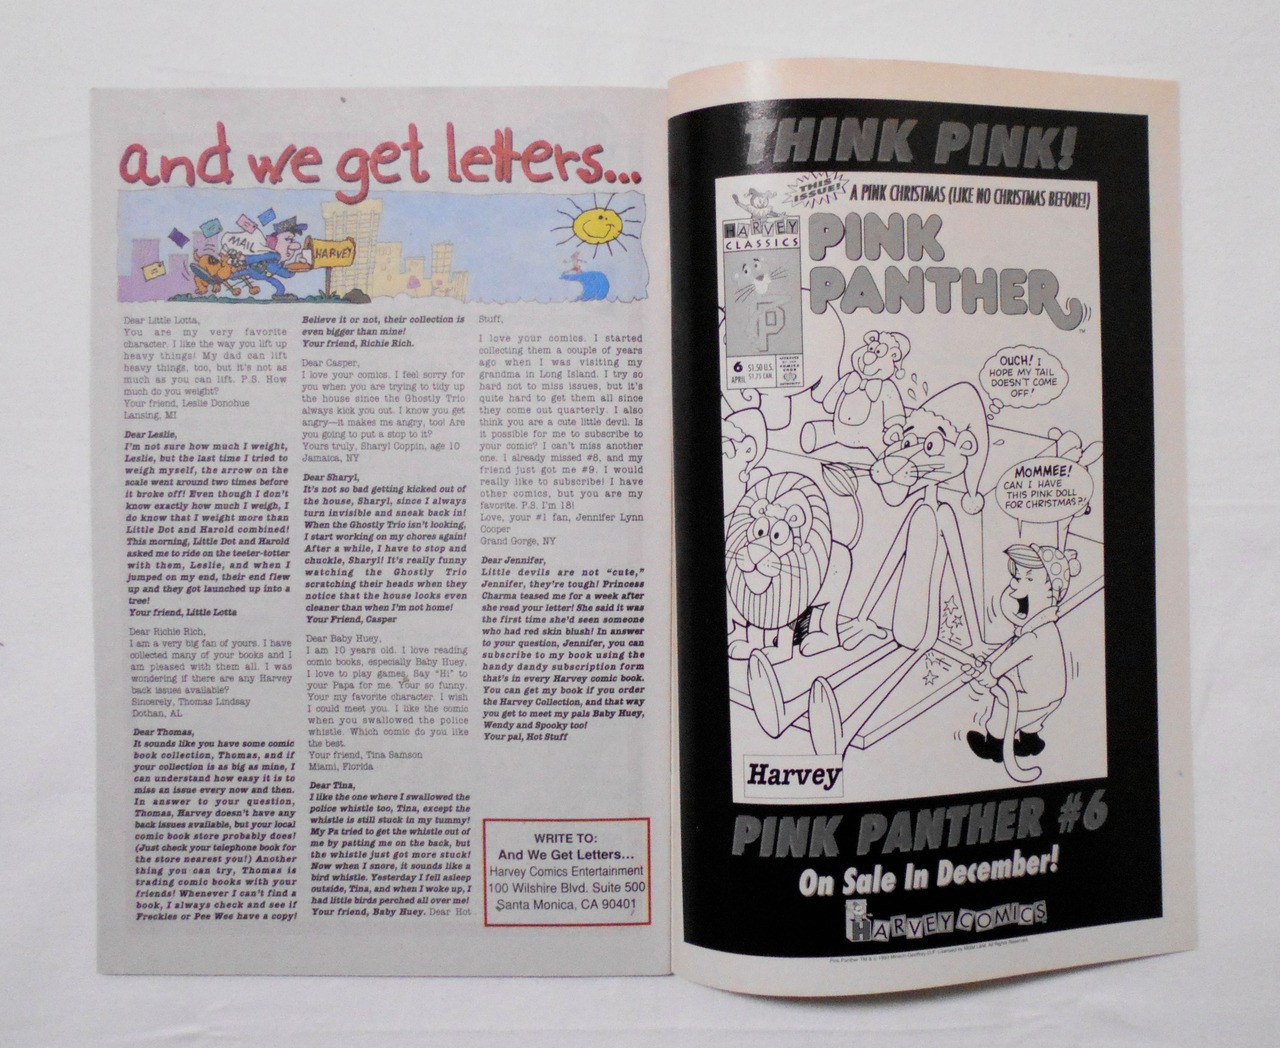 and we get letters...
MAIL
HARVEY
Dear Little Lotta,
You are my very favorite
character. I like the way you lift up
heavy things! My dad can lift
heavy things, too, but it's not as
much as you can lift. P.S. How
much do you weight?
Your friend, Leslie Donohue
Lansing, MI
Dear Leslie,
I'm not sure how much I weight,
Leslie, but the last time I tried to
weigh myself, the arrow on the
scale went around two times before
it broke off! Even though I don't
know exactly how much I weigh, I
do know that I weight more than
Little Dot and Harold combined!
This morning, Little Dot and Harold
asked me to ride on the teeter-totter
with them, Leslie, and when I
jumped on my end, their end flew
up and they got launched up into a
tree!
Your friend, Little Lotta
Dear Richie Rich,
I am a very big fan of yours. I have
collected many of your books and I
am pleased with them all. I was
wondering if there are any Harvey
back issues available?
Sincerely, Thomas Lindsay
Dothan, AL
Dear Thomas,
It sounds like you have some comic
book collection, Thomas, and if
your collection is as big as mine, I
can understand how easy it is to
miss an issue every now and then.
In answer to your question,
Thomas, Harvey doesn't have any
back issues available, but your local
comic book store probably does!
(Just check your telephone book for
the store nearest you!) Another
thing you can try, Thomas is
trading comic books with your
friends! Whenever I can't find a
book, I always check and see if
Freckles or Pee Wee have a copy!
Believe it or not, their collection is
even bigger than mine!
Your friend, Richie Rich.
Dear Casper,
I love your comics. I feel sorry for
you when you are trying to tidy up
the house since the Ghostly Trio
always kick you out. I know you get
angry—it makes me angry, too! Are
you going to put a stop to it?
Yours truly, Sharyl Coppin, age 10
Jamaica, NY
Dear Sharyl,
It's not so bad getting kicked out of
the house, Sharyl, since I always
turn invisible and sneak back in!
When the Ghostly Trio isn't looking,
I start working on my chores again!
After a while, I have to stop and
chuckle, Sharyl! It's really funny
watching the Ghostly Trio
scratching their heads when they
notice that the house looks even
cleaner than when I'm not home!
Your Friend, Casper
Dear Baby Huey,
I am 10 years old. I love reading
comic books, especially Baby Huey.
I love to play games. Say "Hi" to
your Papa for me. Your so funny.
Your my favorite character. I wish
I could meet you. I like the comic
when you swallowed the police
whistle. Which comic do you like
the best.
Your friend, Tina Samson
Miami, Florida
Dear Tina,
I like the one where I swallowed the
police whistle too, Tina, except the
whistle is still stuck in my tummy!
My Pa tried to get the whistle out of
me by patting me on the back, but
the whistle just got more stuck!
Now when I snore, it sounds like a
bird whistle. Yesterday I fell asleep
outside, Tina, and when I woke up, I
had little birds perched all over me!
Your friend, Baby Huey. Dear Hot
Stuff,
I love your comics. I started
collecting them a couple of years
ago when I was visiting my
grandma in Long Island. I try so
hard not to miss issues, but it's
quite hard to get them all since
they come out quarterly. I also
think you are a cute little devil. Is
it possible for me to subscribe to
your comic? I can't miss another
one. I already missed #8, and my
friend just got me #9. I would
really like to subscribe! I have
other comics, but you are my
favorite. P.S. I'm 18!
Love, your #1 fan, Jennifer Lynn
Cooper
Grand Gorge, NY
Dear Jennifer,
Little devils are not "cute,"
Jennifer, they're tough! Princess
Charma teased me for a week after
she read your letter! She said it was
the first time she'd seen someone
who had red skin blush! In answer
to your question, Jennifer, you can
subscribe to my book using the
handy dandy subscription form
that's in every Harvey comic book.
You can get my book if you order
the Harvey Collection, and that way
you get to meet my pals Baby Huey,
Wendy and Spooky too!
Your pal, Hot Stuff
WRITE TO:
And We Get Letters...
Harvey Comics Entertainment
100 Wilshire Blvd. Suite 500
Santa Monica, CA 90401
THINK PINK!
THIS ISSUE!
A PINK CHRISTMAS (LIKE NO CHRISTMAS BEFORE!)
HARVEY
CLASSICS
PINK
PANTHER
TM
P
6
$1.50 U.S.
$1.75 CAN.
APRIL
APPROVED
BY THE
COMICS
CODE
AUTHORITY
OUCH! I
HOPE MY TAIL
DOESN'T COME
OFF!
MOMMEE!
CAN I HAVE
THIS PINK DOLL
FOR CHRISTMAS?!
Harvey
PINK PANTHER #6
On Sale In December!
HARVEY COMICS